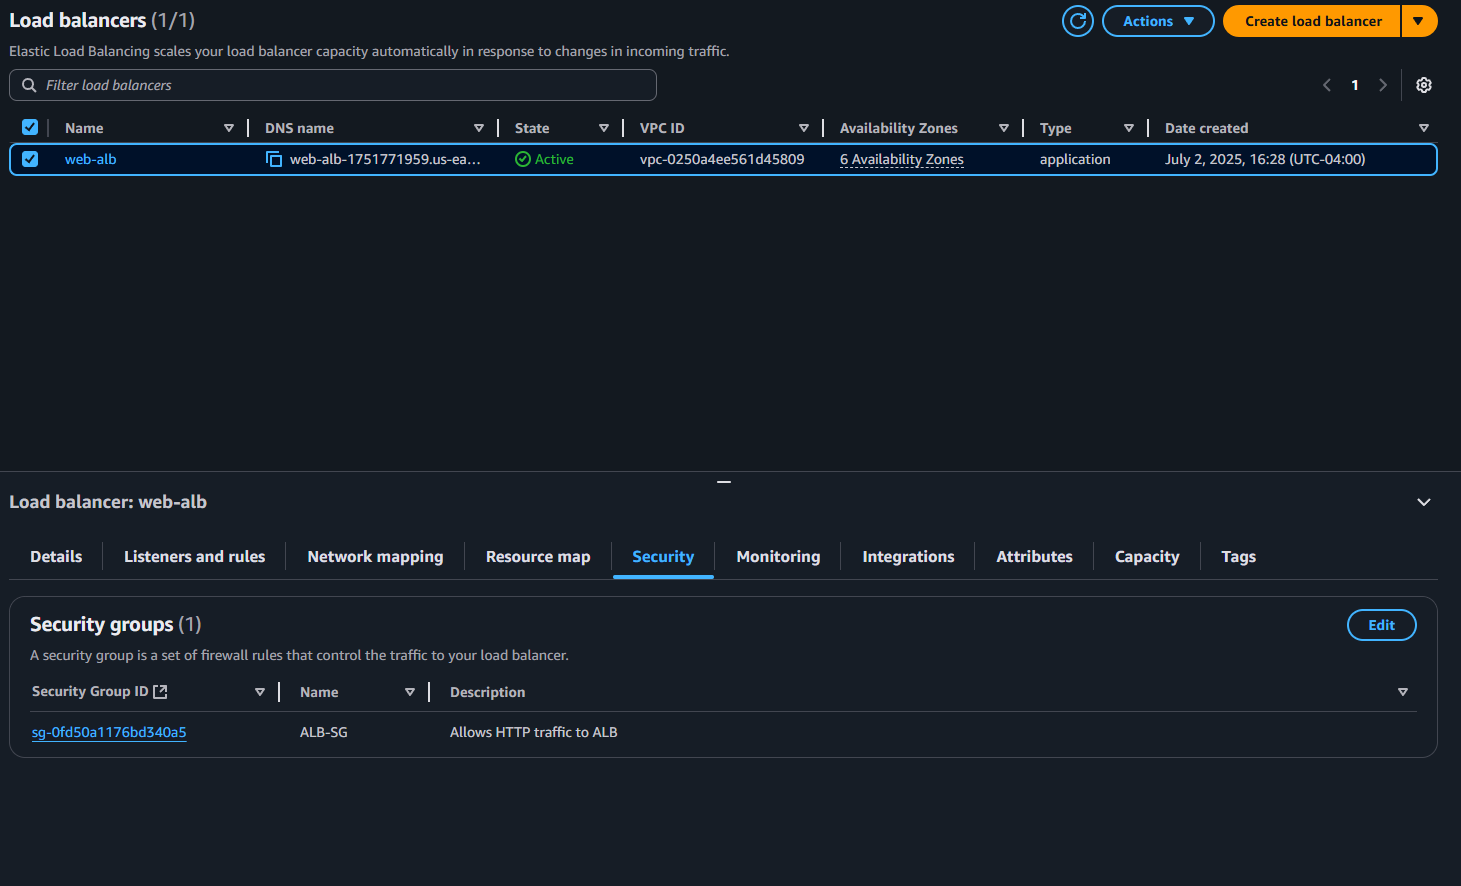 Load balancers (1/1)
Actions
Create load balancer
Elastic Load Balancing scales your load balancer capacity automatically in response to changes in incoming traffic.
Filter load balancers
1
Name DNS name State VPC ID Availability Zones Type Date created
web-alb web-alb-1751771959.us-ea... Active vpc-0250a4ee561d45809 6 Availability Zones application July 2, 2025, 16:28 (UTC-04:00)
Load balancer: web-alb
Details Listeners and rules Network mapping Resource map Security Monitoring Integrations Attributes Capacity Tags
Security groups (1)
Edit
A security group is a set of firewall rules that control the traffic to your load balancer.
Security Group ID Name Description
sg-0fd50a1176bd340a5 ALB-SG Allows HTTP traffic to ALB